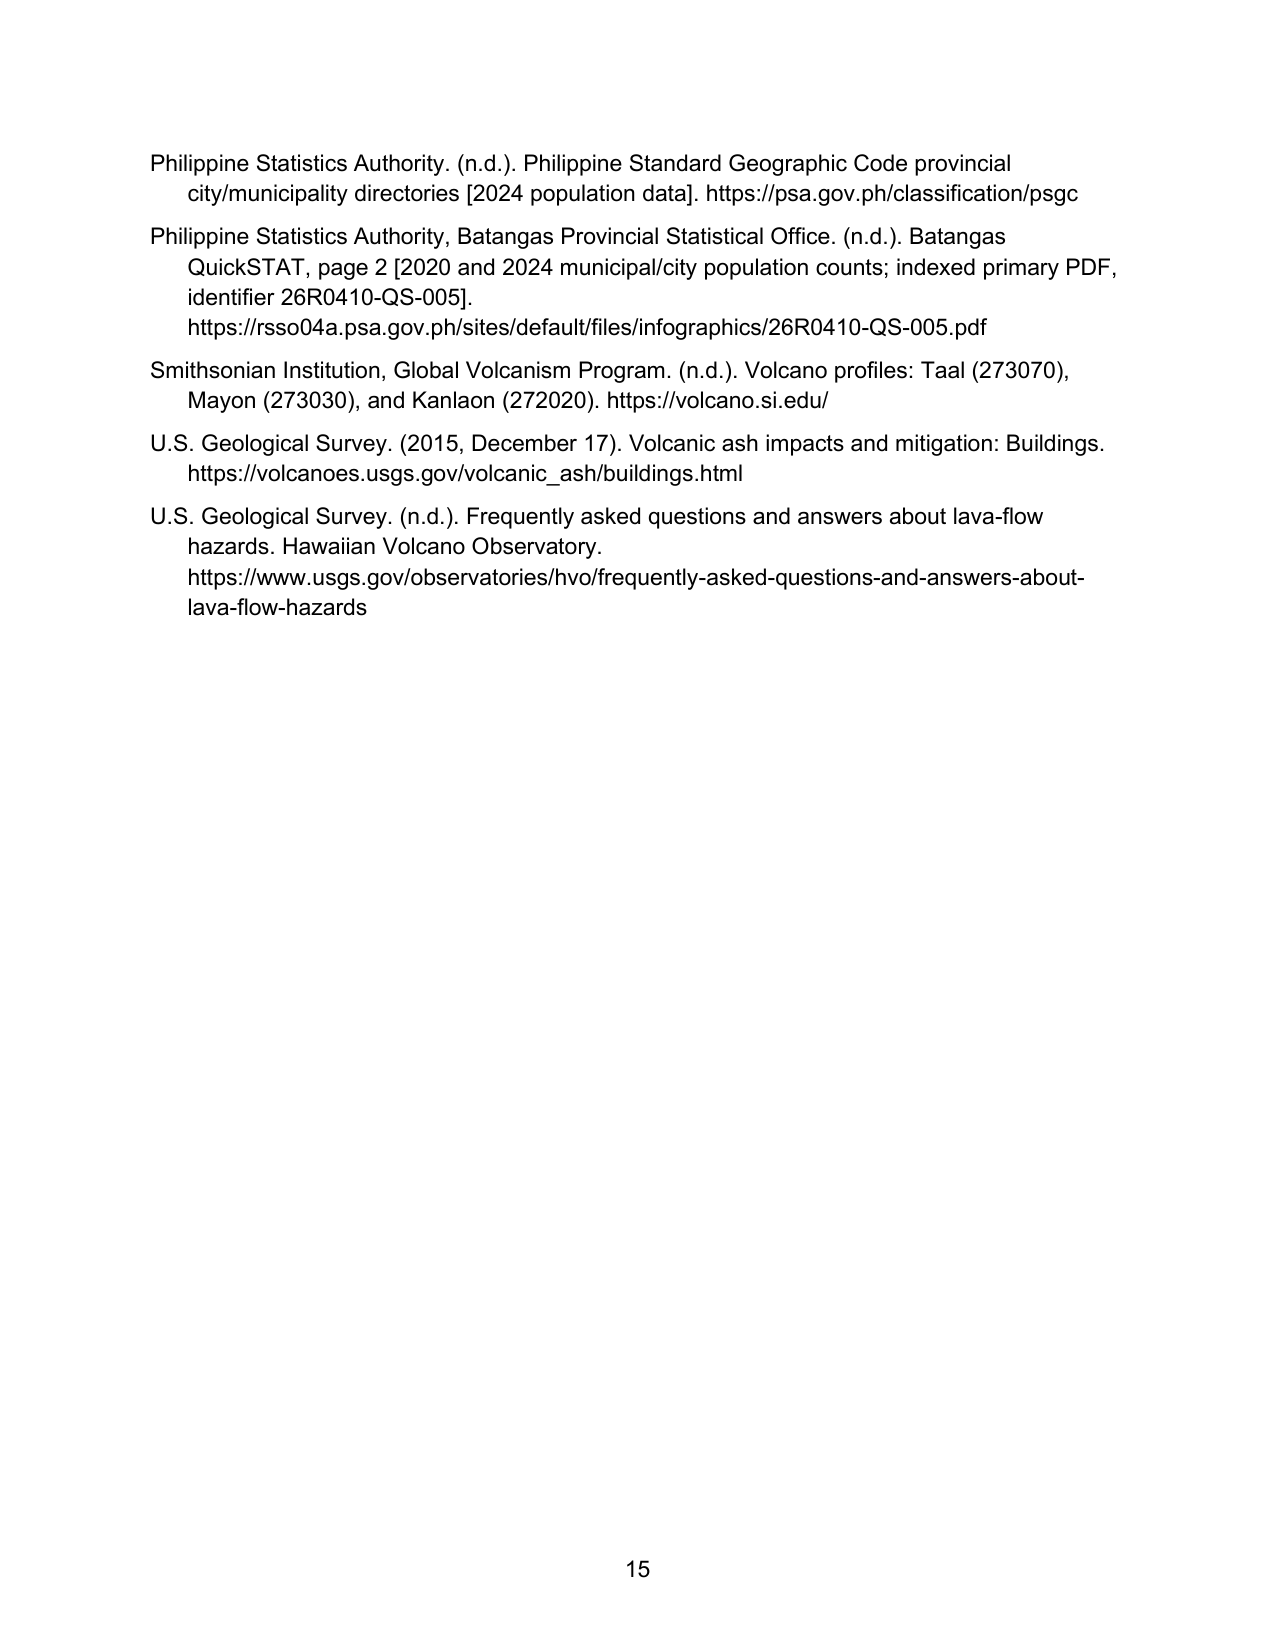 Philippine Statistics Authority. (n.d.). Philippine Standard Geographic Code provincial
city/municipality directories [2024 population data]. https://psa.gov.ph/classification/psgc
Philippine Statistics Authority, Batangas Provincial Statistical Office. (n.d.). Batangas
QuickSTAT, page 2 [2020 and 2024 municipal/city population counts; indexed primary PDF,
identifier 26R0410-QS-005].
https://rsso04a.psa.gov.ph/sites/default/files/infographics/26R0410-QS-005.pdf
Smithsonian Institution, Global Volcanism Program. (n.d.). Volcano profiles: Taal (273070),
Mayon (273030), and Kanlaon (272020). https://volcano.si.edu/
U.S. Geological Survey. (2015, December 17). Volcanic ash impacts and mitigation: Buildings.
https://volcanoes.usgs.gov/volcanic_ash/buildings.html
U.S. Geological Survey. (n.d.). Frequently asked questions and answers about lava-flow
hazards. Hawaiian Volcano Observatory.
https://www.usgs.gov/observatories/hvo/frequently-asked-questions-and-answers-about-
lava-flow-hazards
15